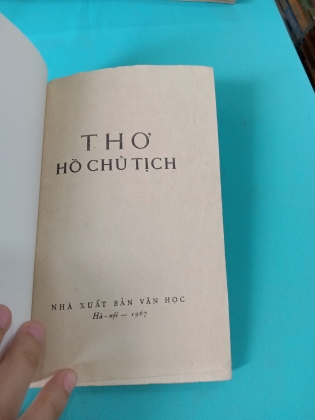 THƠ
HỒ CHỦ TỊCH
NHÀ XUẤT BẢN VĂN HỌC
Hà-nội — 1967